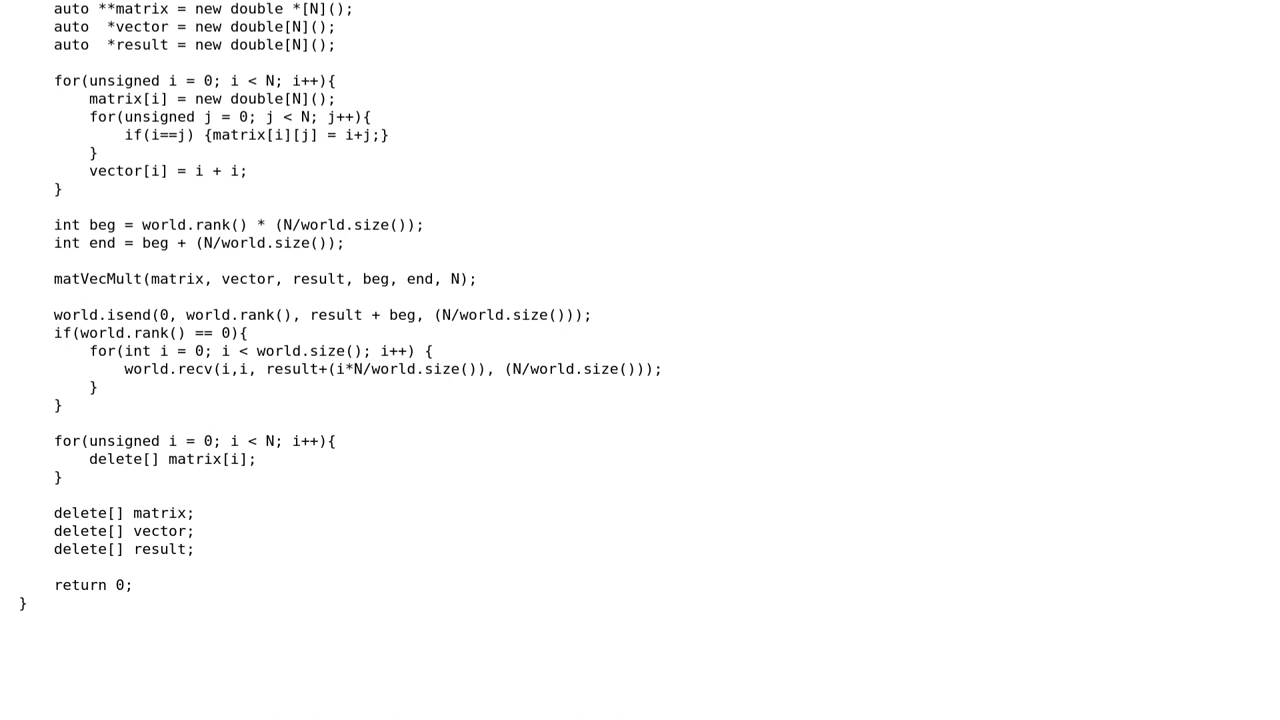 auto **matrix = new double *[N]();
    auto  *vector = new double[N]();
    auto  *result = new double[N]();

    for(unsigned i = 0; i < N; i++){
        matrix[i] = new double[N]();
        for(unsigned j = 0; j < N; j++){
            if(i==j) {matrix[i][j] = i+j;}
        }
        vector[i] = i + i;
    }

    int beg = world.rank() * (N/world.size());
    int end = beg + (N/world.size());

    matVecMult(matrix, vector, result, beg, end, N);

    world.isend(0, world.rank(), result + beg, (N/world.size()));
    if(world.rank() == 0){
        for(int i = 0; i < world.size(); i++) {
            world.recv(i,i, result+(i*N/world.size()), (N/world.size()));
        }
    }

    for(unsigned i = 0; i < N; i++){
        delete[] matrix[i];
    }

    delete[] matrix;
    delete[] vector;
    delete[] result;

    return 0;
}